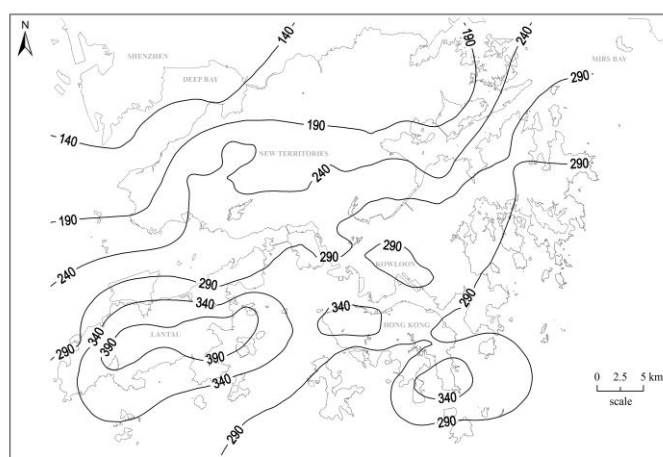 N
140
190
240
MIRS BAY
SHENZHEN
290
DEEP BAY
140
190
NEW TERRITORIES
290
240
190
240
290
290
KOWLOON
290
340
290
340
340
HONG KONG
LANTAU
290
390
390
340
340
290
290
0 2.5 5 km
scale